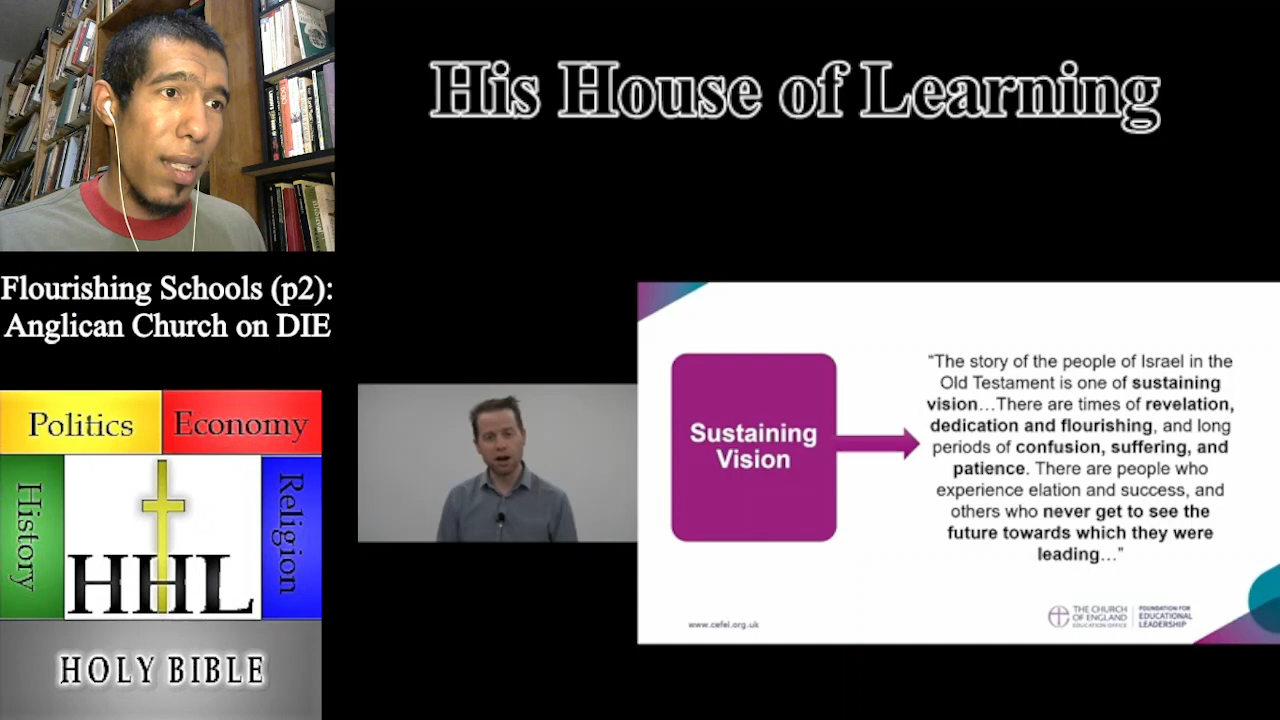 His House of Learning
Flourishing Schools (p2):
Anglican Church on DIE
Politics
Economy
History
Religion
HHL
HOLY BIBLE
Sustaining
Vision
“The story of the people of Israel in the
Old Testament is one of sustaining
vision…There are times of revelation,
dedication and flourishing, and long
periods of confusion, suffering, and
patience. There are people who
experience elation and success, and
others who never get to see the
future towards which they were
leading…”
www.cefel.org.uk
THE CHURCH
OF ENGLAND
EDUCATION OFFICE
FOUNDATION FOR
EDUCATIONAL
LEADERSHIP